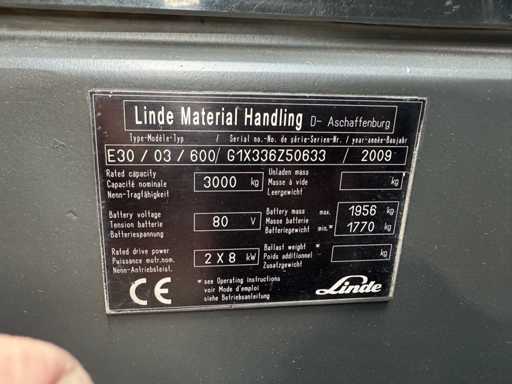 Linde Material Handling D- Aschaffenburg
Type-Modèle-Typ / Serial no.-No. de série-Serien-Nr. / year-année-Baujahr
E30 / 03 / 600 / G1X336Z50633 / 2009
Rated capacity
Capacité nominale
Nenn-Tragfähigkeit
3000 kg
Unladen mass
Masse à vide
Leergewicht
kg
Battery voltage
Tension batterie
Batteriespannung
80 V
Battery mass max. 1956 kg
Masse batterie
Batteriegewicht min.* 1770 kg
Rated drive power
Puissance motr.nom.
Nenn-Antriebsleist.
2 X 8 kW
Ballast weight *
Poids additionnel
Zusatzgewicht
kg
CE
* see Operating instructions
voir Mode d'emploi
siehe Betriebsanleitung
Linde